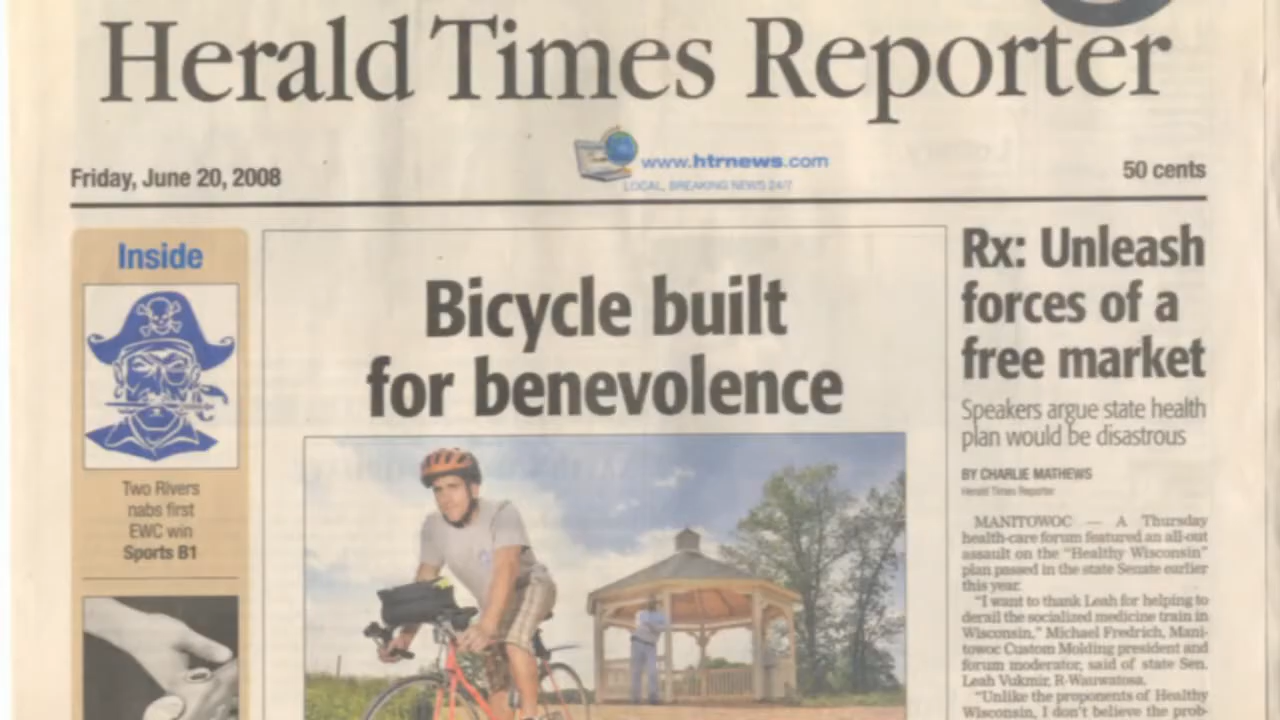 Herald Times Reporter
Friday, June 20, 2008
www.htrnews.com
LOCAL, BREAKING NEWS 24/7
50 cents
Inside
Two Rivers
nabs first
EWC win
Sports B1
Bicycle built
for benevolence
Rx: Unleash
forces of a
free market
Speakers argue state health
plan would be disastrous
BY CHARLIE MATHEWS
Herald Times Reporter
MANITOWOC — A Thursday
health-care forum featured an all-out
assault on the "Healthy Wisconsin"
plan passed in the state Senate earlier
this year.
"I want to thank Leah for helping to
derail the socialized medicine train in
Wisconsin," Michael Fredrich, Mani-
towoc Custom Molding president and
forum moderator, said of state Sen.
Leah Vukmir, R-Wauwatosa.
"Unlike the proponents of Healthy
Wisconsin, I don't believe the prob-